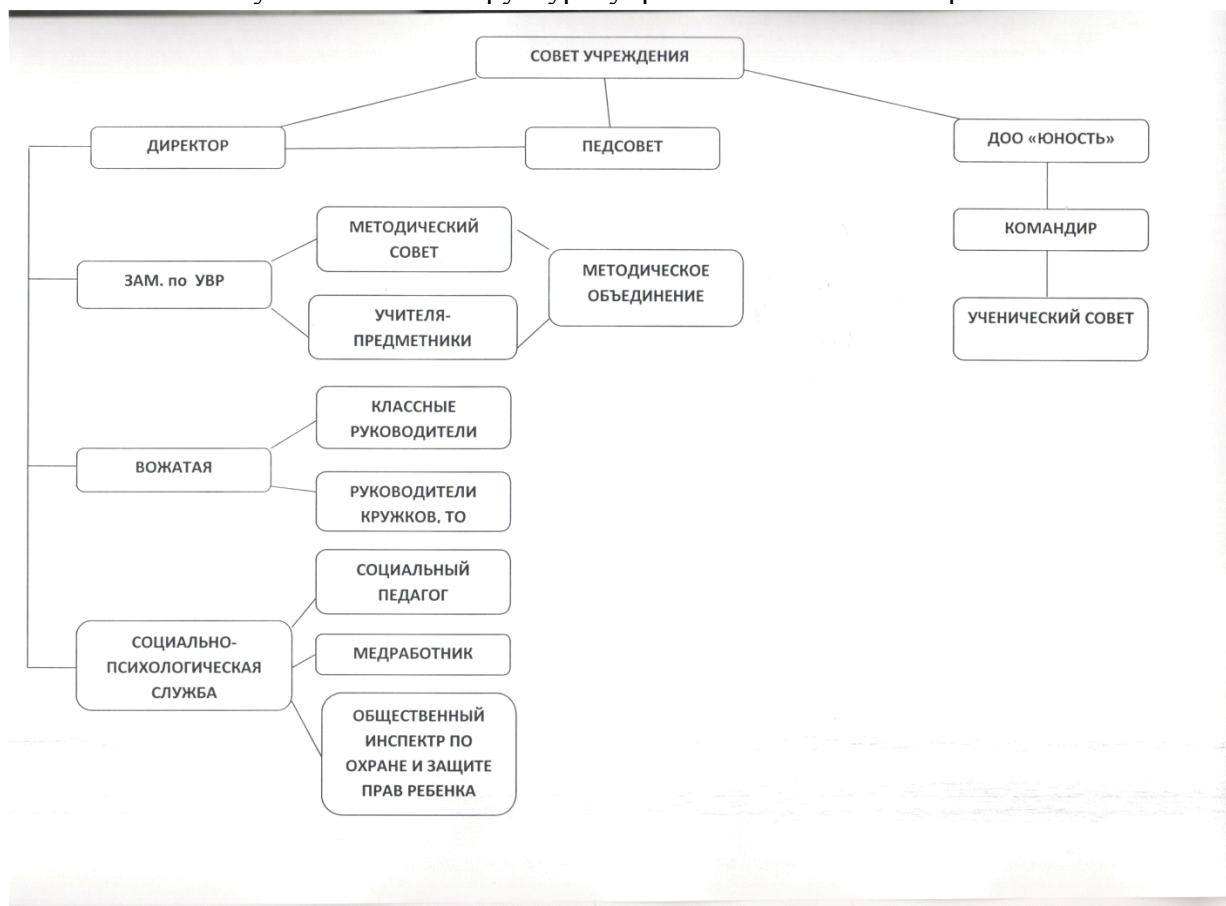 СОВЕТ УЧРЕЖДЕНИЯ
ДИРЕКТОР
ПЕДСОВЕТ
ДОО «ЮНОСТЬ»
МЕТОДИЧЕСКИЙ
СОВЕТ
КОМАНДИР
ЗАМ. по УВР
МЕТОДИЧЕСКОЕ
ОБЪЕДИНЕНИЕ
УЧИТЕЛЯ-
ПРЕДМЕТНИКИ
УЧЕНИЧЕСКИЙ СОВЕТ
КЛАССНЫЕ
РУКОВОДИТЕЛИ
ВОЖАТАЯ
РУКОВОДИТЕЛИ
КРУЖКОВ, ТО
СОЦИАЛЬНЫЙ
ПЕДАГОГ
СОЦИАЛЬНО-
ПСИХОЛОГИЧЕСКАЯ
СЛУЖБА
МЕДРАБОТНИК
ОБЩЕСТВЕННЫЙ
ИНСПЕКТР ПО
ОХРАНЕ И ЗАЩИТЕ
ПРАВ РЕБЕНКА